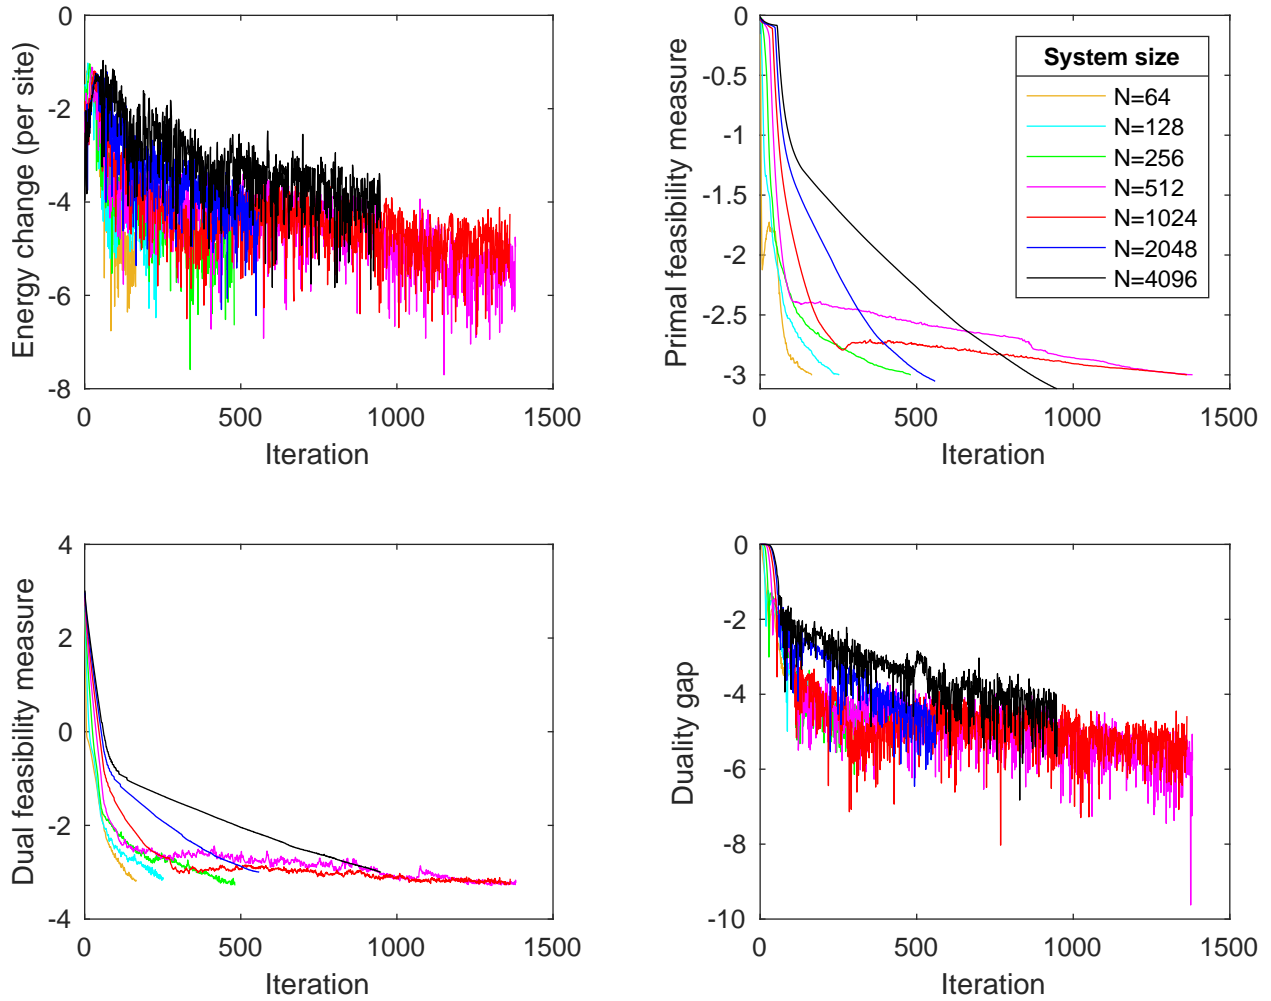 0
-2
-4
-6
-8
0
500
1000
1500
Energy change (per site)
Iteration
0
-0.5
-1
-1.5
-2
-2.5
-3
0
500
1000
1500
Primal feasibility measure
Iteration
System size
N=64
N=128
N=256
N=512
N=1024
N=2048
N=4096
4
2
0
-2
-4
0
500
1000
1500
Dual feasibility measure
Iteration
0
-2
-4
-6
-8
-10
0
500
1000
1500
Duality gap
Iteration